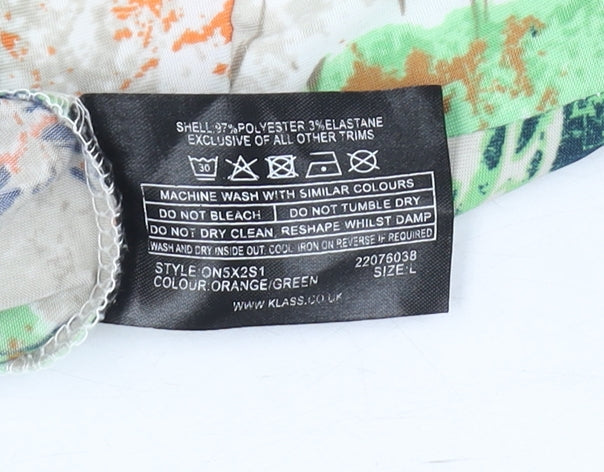 SHELL:97%POLYESTER 3%ELASTANE
EXCLUSIVE OF ALL OTHER TRIMS
30
MACHINE WASH WITH SIMILAR COLOURS
DO NOT BLEACH DO NOT TUMBLE DRY
DO NOT DRY CLEAN, RESHAPE WHILST DAMP
WASH AND DRY INSIDE OUT. COOL IRON ON REVERSE IF REQUIRED
STYLE:ON5X2S1 22076038
COLOUR:ORANGE/GREEN SIZE:L
WWW.KLASS.CO.UK